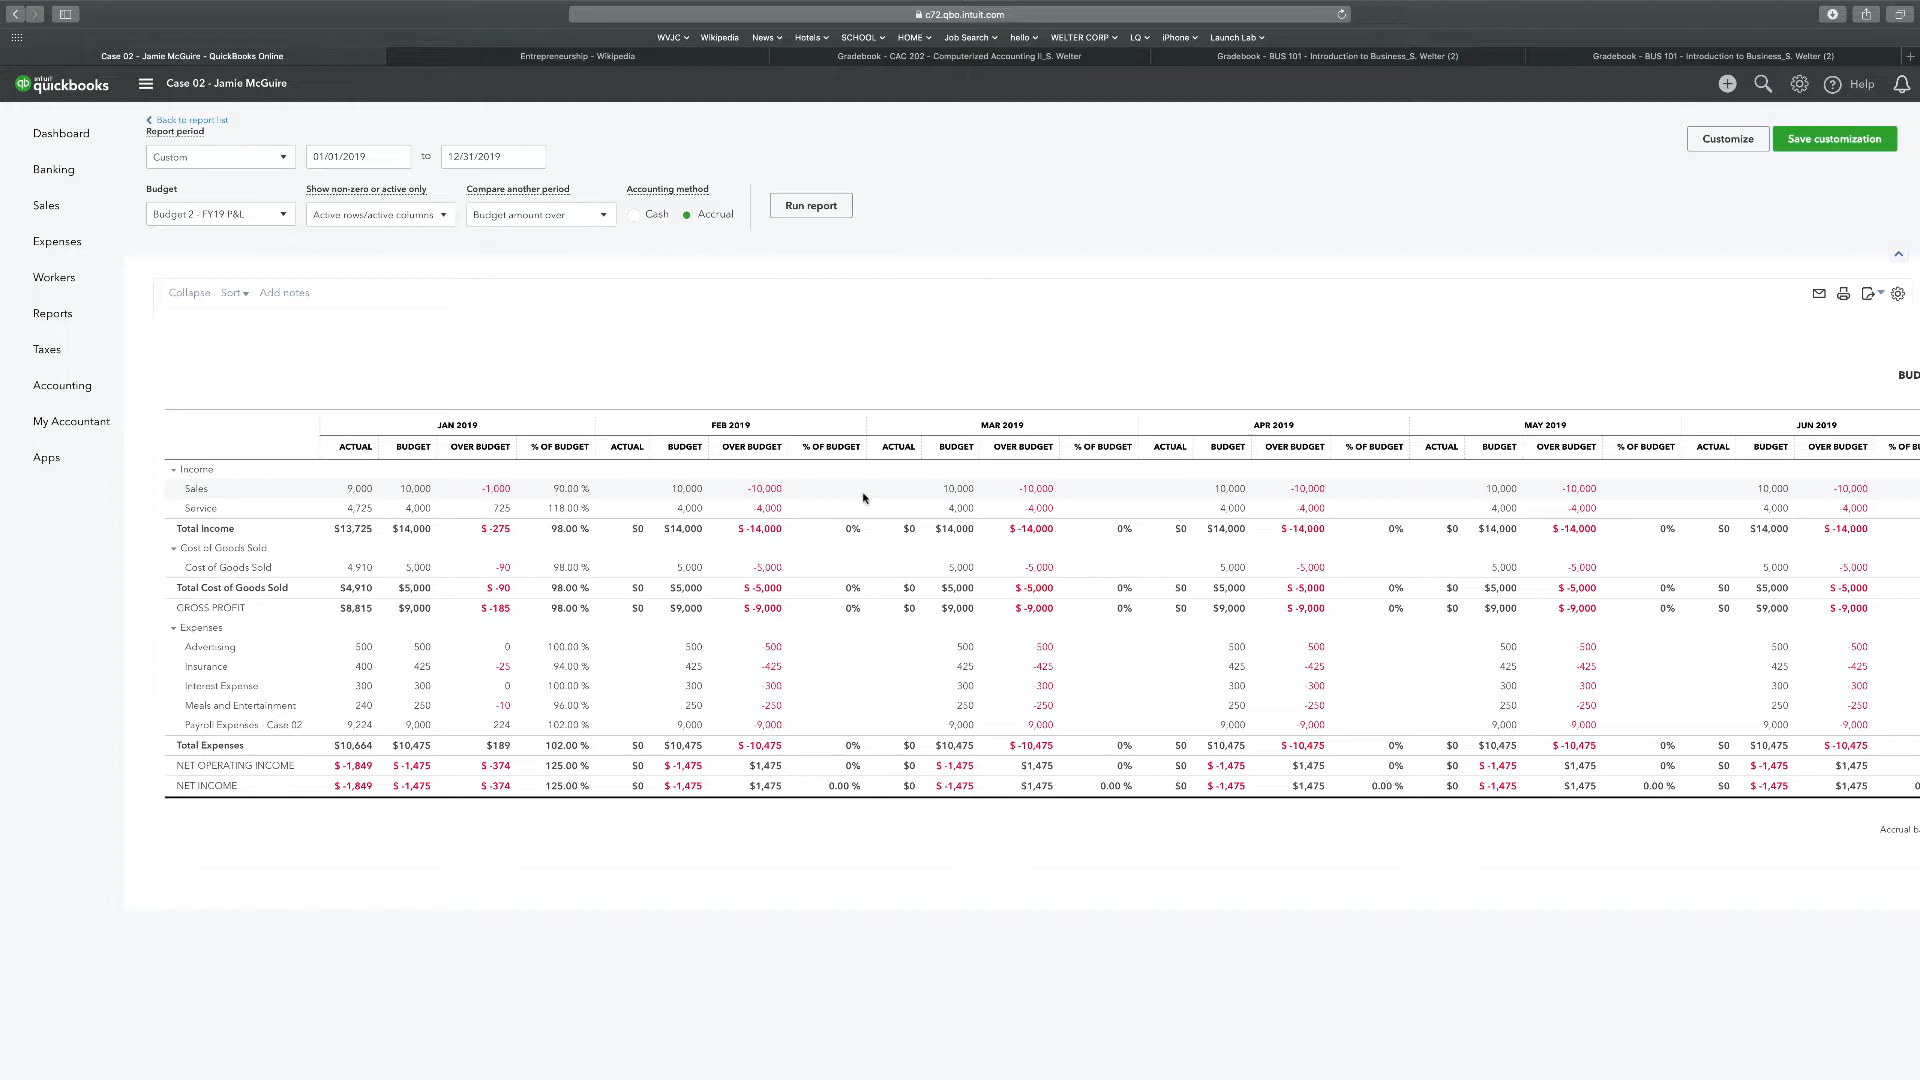 c72.qbo.intuit.com
WVJC Wikipedia News Hotels SCHOOL HOME Job Search hello WELTER CORP LQ iPhone Launch Lab
Case 02 - Jamie McGuire - QuickBooks Online Entrepreneurship - Wikipedia Gradebook - CAC 202 - Computerized Accounting II_S. Welter Gradebook - BUS 101 - Introduction to Business_S. Welter (2) Gradebook - BUS 101 - Introduction to Business_S. Welter (2)
intuit quickbooks Case 02 - Jamie McGuire Help
Dashboard
Banking
Sales
Expenses
Workers
Reports
Taxes
Accounting
My Accountant
Apps
Back to report list
Report period
Custom 01/01/2019 to 12/31/2019
Customize Save customization
Budget Show non-zero or active only Compare another period Accounting method
Budget 2 - FY19 P&L Active rows/active columns Budget amount over Cash Accrual Run report
Collapse Sort Add notes
BUD
JAN 2019 FEB 2019 MAR 2019 APR 2019 MAY 2019 JUN 2019
ACTUAL BUDGET OVER BUDGET % OF BUDGET ACTUAL BUDGET OVER BUDGET % OF BUDGET ACTUAL BUDGET OVER BUDGET % OF BUDGET ACTUAL BUDGET OVER BUDGET % OF BUDGET ACTUAL BUDGET OVER BUDGET % OF BUDGET ACTUAL BUDGET OVER BUDGET % OF BU
Income
Sales 9,000 10,000 -1,000 90.00 % 10,000 -10,000 10,000 -10,000 10,000 -10,000 10,000 -10,000 10,000 -10,000
Service 4,725 4,000 725 118.00 % 4,000 -4,000 4,000 -4,000 4,000 -4,000 4,000 -4,000 4,000 -4,000
Total Income $13,725 $14,000 $ -275 98.00 % $0 $14,000 $ -14,000 0% $0 $14,000 $ -14,000 0% $0 $14,000 $ -14,000 0% $0 $14,000 $ -14,000 0% $0 $14,000 $ -14,000
Cost of Goods Sold
Cost of Goods Sold 4,910 5,000 -90 98.00 % 5,000 -5,000 5,000 -5,000 5,000 -5,000 5,000 -5,000 5,000 -5,000
Total Cost of Goods Sold $4,910 $5,000 $ -90 98.00 % $0 $5,000 $ -5,000 0% $0 $5,000 $ -5,000 0% $0 $5,000 $ -5,000 0% $0 $5,000 $ -5,000 0% $0 $5,000 $ -5,000
GROSS PROFIT $8,815 $9,000 $ -185 98.00 % $0 $9,000 $ -9,000 0% $0 $9,000 $ -9,000 0% $0 $9,000 $ -9,000 0% $0 $9,000 $ -9,000 0% $0 $9,000 $ -9,000
Expenses
Advertising 500 500 0 100.00 % 500 -500 500 -500 500 -500 500 -500 500 -500
Insurance 400 425 -25 94.00 % 425 -425 425 -425 425 -425 425 -425 425 -425
Interest Expense 300 300 0 100.00 % 300 -300 300 -300 300 -300 300 -300 300 -300
Meals and Entertainment 240 250 -10 96.00 % 250 -250 250 -250 250 -250 250 -250 250 -250
Payroll Expenses - Case 02 9,224 9,000 224 102.00 % 9,000 -9,000 9,000 -9,000 9,000 -9,000 9,000 -9,000 9,000 -9,000
Total Expenses $10,664 $10,475 $189 102.00 % $0 $10,475 $ -10,475 0% $0 $10,475 $ -10,475 0% $0 $10,475 $ -10,475 0% $0 $10,475 $ -10,475 0% $0 $10,475 $ -10,475
NET OPERATING INCOME $ -1,849 $ -1,475 $ -374 125.00 % $0 $ -1,475 $1,475 0% $0 $ -1,475 $1,475 0% $0 $ -1,475 $1,475 0% $0 $ -1,475 $1,475 0% $0 $ -1,475 $1,475
NET INCOME $ -1,849 $ -1,475 $ -374 125.00 % $0 $ -1,475 $1,475 0.00 % $0 $ -1,475 $1,475 0.00 % $0 $ -1,475 $1,475 0.00 % $0 $ -1,475 $1,475 0.00 % $0 $ -1,475 $1,475 0
Accrual ba